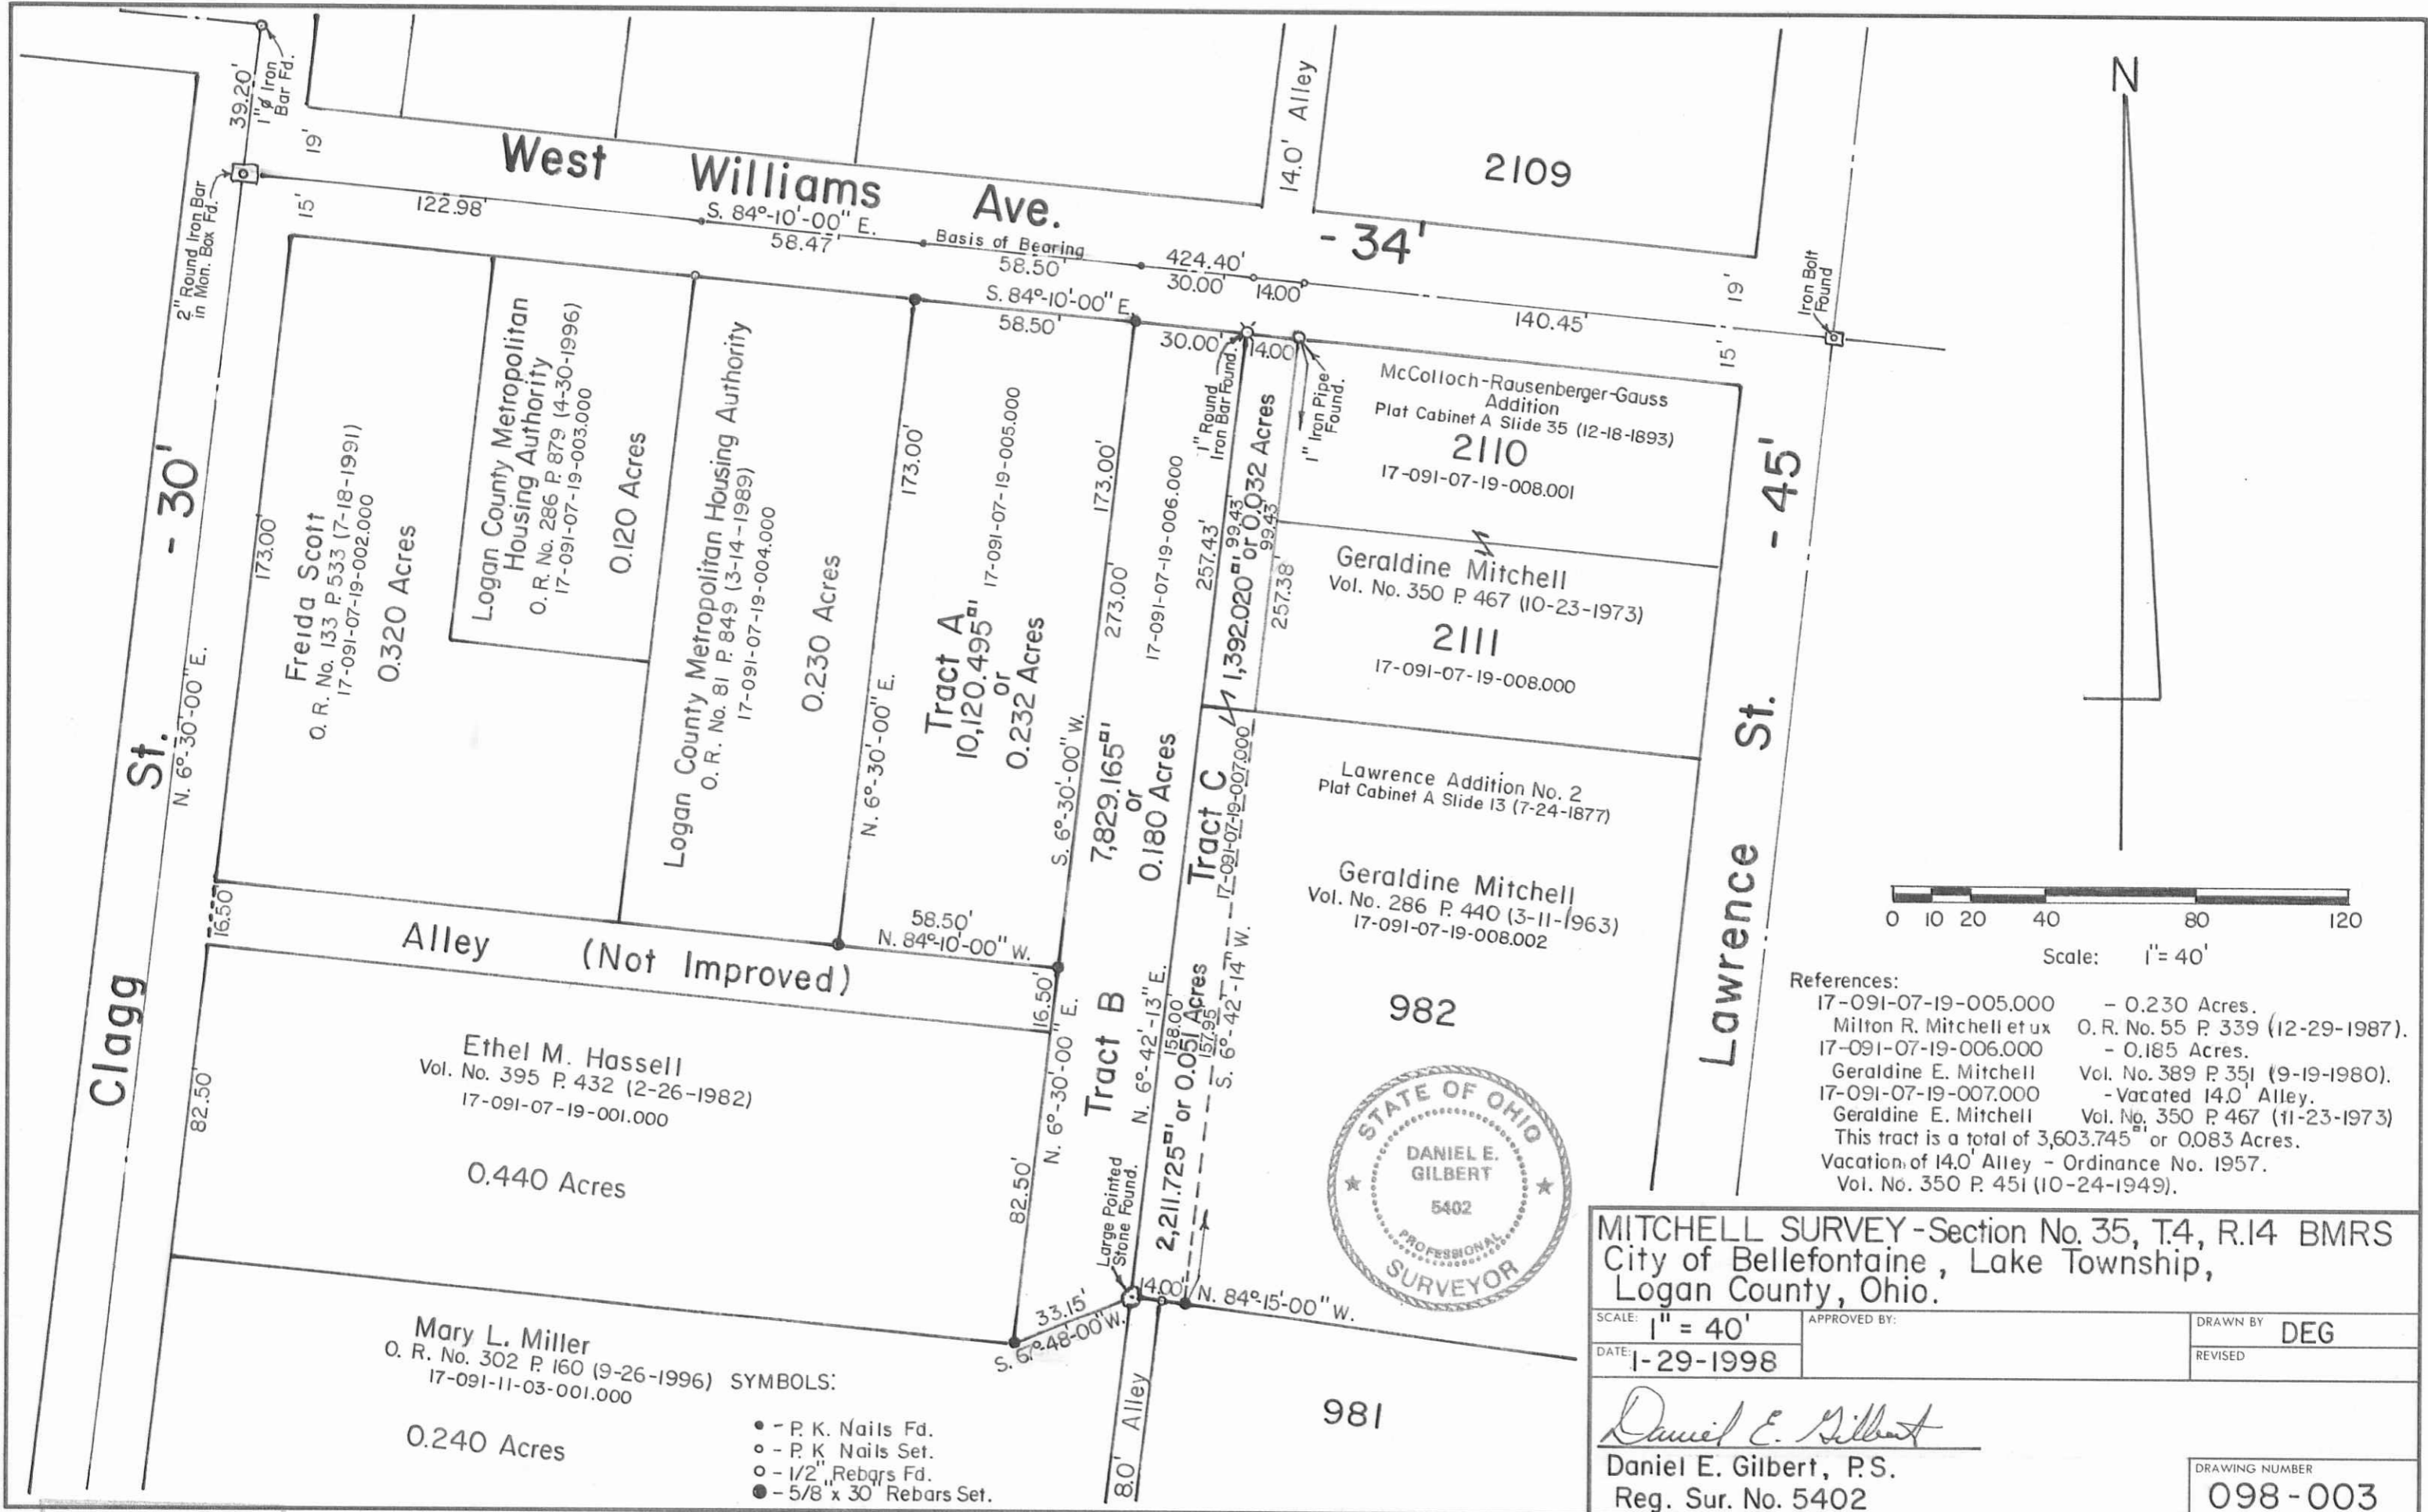 39.20'
1" ø Iron
Bar Fd.
19'
15'
2" Round Iron Bar
in Mon. Box Fd.
West Williams Ave. - 34'
122.98'
S. 84°-10'-00" E.
58.47'
Basis of Bearing
58.50'
424.40'
30.00'
14.00'
140.45'
14.0' Alley
2109
19'
15'
Iron Bolt
Found
N
S. 84°-10'-00" E.
58.50'
30.00'
14.00'
1" Round
Iron Bar Found.
1" Iron Pipe
Found.
Clagg St. - 30'
N. 6°-30'-00" E.
173.00'
Freida Scott
O. R. No. 133 P. 533 (7-18-1991)
17-091-07-19-002.000
0.320 Acres
Logan County Metropolitan
Housing Authority
O. R. No. 286 P. 879 (4-30-1996)
17-091-07-19-003.000
0.120 Acres
Logan County Metropolitan Housing Authority
O. R. No. 81 P. 849 (3-14-1989)
17-091-07-19-004.000
0.230 Acres
173.00'
N. 6°-30'-00" E.
Tract A
10,120.495□'
or
0.232 Acres
17-091-07-19-005.000
173.00'
273.00'
S. 6°-30'-00" W.
17-091-07-19-006.000
7,829.165□'
or
0.180 Acres
Tract B
257.43'
99.43'
1,392.020□' or 0.032 Acres
99.43'
257.38'
Tract C
17-091-07-19-007.000
N. 6°-42'-13" E.
158.00'
2,211.725□' or 0.051 Acres
157.95'
S. 6°-42'-14" W.
McColloch-Rausenberger-Gauss
Addition
Plat Cabinet A Slide 35 (12-18-1893)
2110
17-091-07-19-008.001
Geraldine Mitchell
Vol. No. 350 P. 467 (10-23-1973)
2111
17-091-07-19-008.000
Lawrence Addition No. 2
Plat Cabinet A Slide 13 (7-24-1877)
Geraldine Mitchell
Vol. No. 286 P. 440 (3-11-1963)
17-091-07-19-008.002
982
Lawrence St. - 45'
16.50'
Alley (Not Improved)
58.50'
N. 84°-10'-00" W.
16.50'
N. 6°-30'-00" E.
82.50'
Ethel M. Hassell
Vol. No. 395 P. 432 (2-26-1982)
17-091-07-19-001.000
0.440 Acres
82.50'
Large Pointed
Stone Found.
33.15'
S. 67°-48'-00" W.
14.00'
N. 84°-15'-00" W.
8.0' Alley
981
Mary L. Miller
O. R. No. 302 P. 160 (9-26-1996)
17-091-11-03-001.000
0.240 Acres
SYMBOLS:
● - P. K. Nails Fd.
○ - P. K. Nails Set.
○ - 1/2" Rebars Fd.
● - 5/8" x 30" Rebars Set.
STATE OF OHIO
DANIEL E.
GILBERT
5402
PROFESSIONAL
SURVEYOR
0 10 20 40 80 120
Scale: 1"= 40'
References:
17-091-07-19-005.000 - 0.230 Acres.
Milton R. Mitchell et ux O. R. No. 55 P. 339 (12-29-1987).
17-091-07-19-006.000 - 0.185 Acres.
Geraldine E. Mitchell Vol. No. 389 P. 351 (9-19-1980).
17-091-07-19-007.000 - Vacated 14.0' Alley.
Geraldine E. Mitchell Vol. No. 350 P. 467 (11-23-1973)
This tract is a total of 3,603.745□' or 0.083 Acres.
Vacation of 14.0' Alley - Ordinance No. 1957.
Vol. No. 350 P. 451 (10-24-1949).
MITCHELL SURVEY-Section No. 35, T.4, R.14 BMRS
City of Bellefontaine, Lake Township,
Logan County, Ohio.
SCALE: 1" = 40'
APPROVED BY:
DRAWN BY DEG
DATE: 1-29-1998
REVISED
Daniel E. Gilbert
Daniel E. Gilbert, P.S.
Reg. Sur. No. 5402
DRAWING NUMBER
098-003